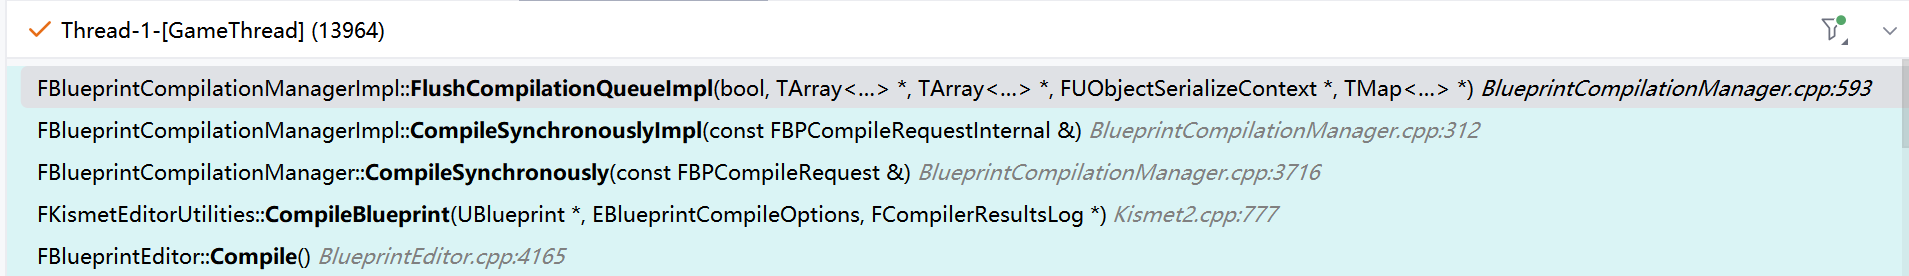 Thread-1-[GameThread] (13964)
FBlueprintCompilationManagerImpl::FlushCompilationQueueImpl(bool, TArray<...> *, TArray<...> *, FUObjectSerializeContext *, TMap<...> *) BlueprintCompilationManager.cpp:593
FBlueprintCompilationManagerImpl::CompileSynchronouslyImpl(const FBPCompileRequestInternal &) BlueprintCompilationManager.cpp:312
FBlueprintCompilationManager::CompileSynchronously(const FBPCompileRequest &) BlueprintCompilationManager.cpp:3716
FKismetEditorUtilities::CompileBlueprint(UBlueprint *, EBlueprintCompileOptions, FCompilerResultsLog *) Kismet2.cpp:777
FBlueprintEditor::Compile() BlueprintEditor.cpp:4165